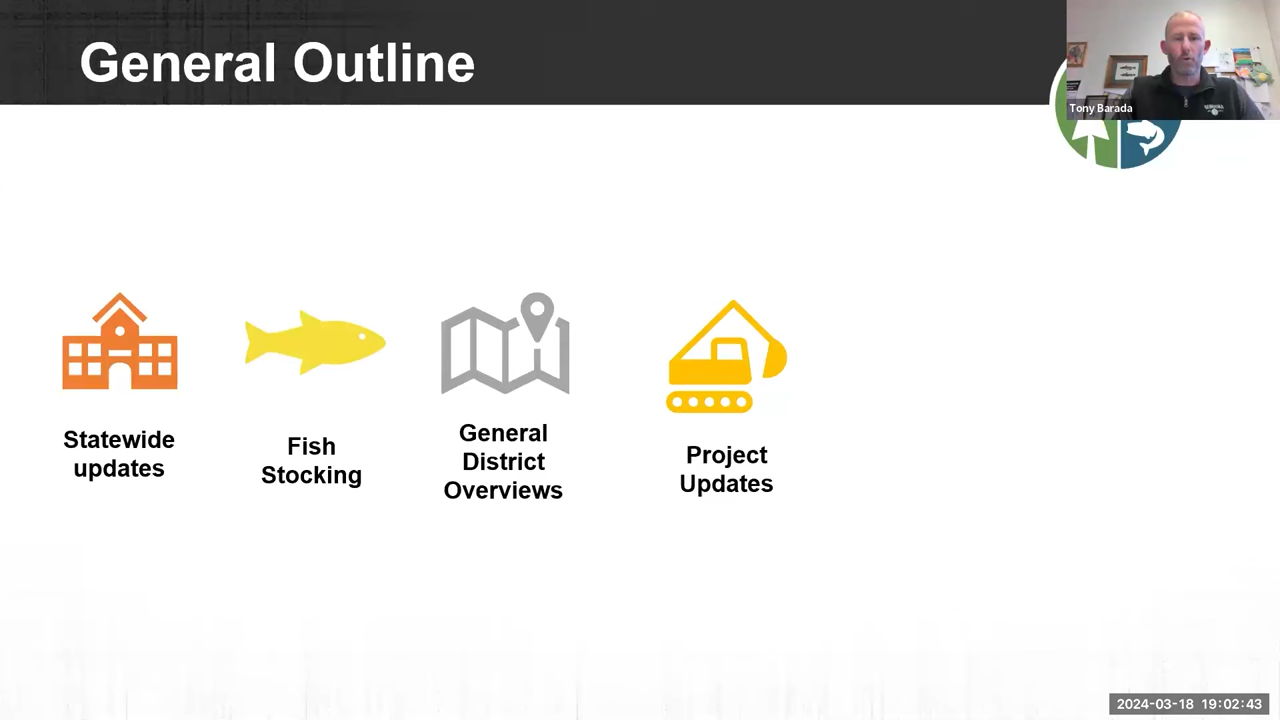 General Outline
Tony Barada
Statewide
updates
Fish
Stocking
General
District
Overviews
Project
Updates
2024-03-18 19:02:43